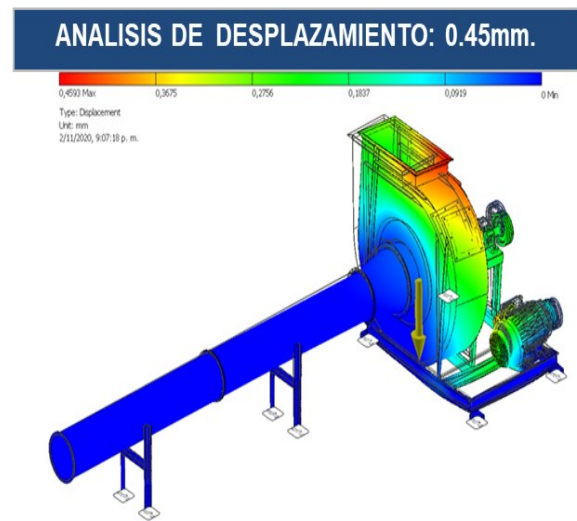 ANALISIS DE DESPLAZAMIENTO: 0.45mm.
0,4593 Max 0,3675 0,2756 0,1837 0,0919 0 Min
Type: Displacement
Unit: mm
2/11/2020, 9:07:18 p. m.